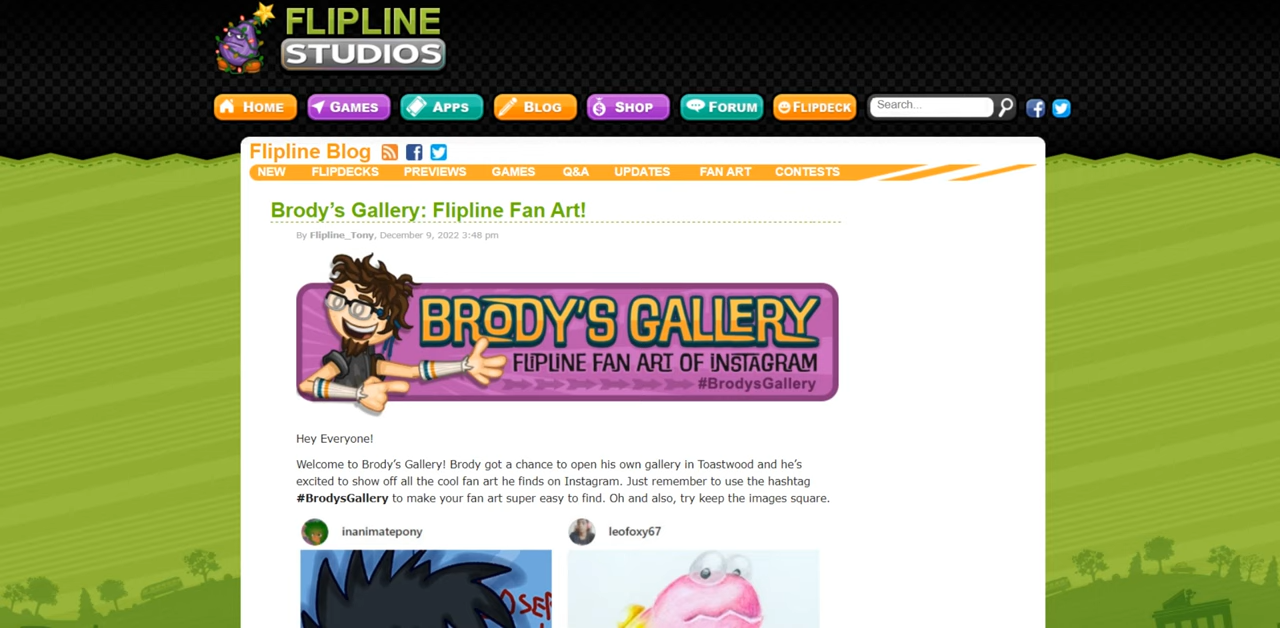 FLIPLINE
STUDIOS
HOME GAMES APPS BLOG SHOP FORUM FLIPDECK Search...
Flipline Blog
NEW FLIPDECKS PREVIEWS GAMES Q&A UPDATES FAN ART CONTESTS
Brody's Gallery: Flipline Fan Art!
By Flipline_Tony, December 9, 2022 3:48 pm
BRODY'S GALLERY
FLIPLINE FAN ART OF INSTAGRAM
#BrodysGallery
Hey Everyone!
Welcome to Brody's Gallery! Brody got a chance to open his own gallery in Toastwood and he's
excited to show off all the cool fan art he finds on Instagram. Just remember to use the hashtag
#BrodysGallery to make your fan art super easy to find. Oh and also, try keep the images square.
inanimatepony leofoxy67